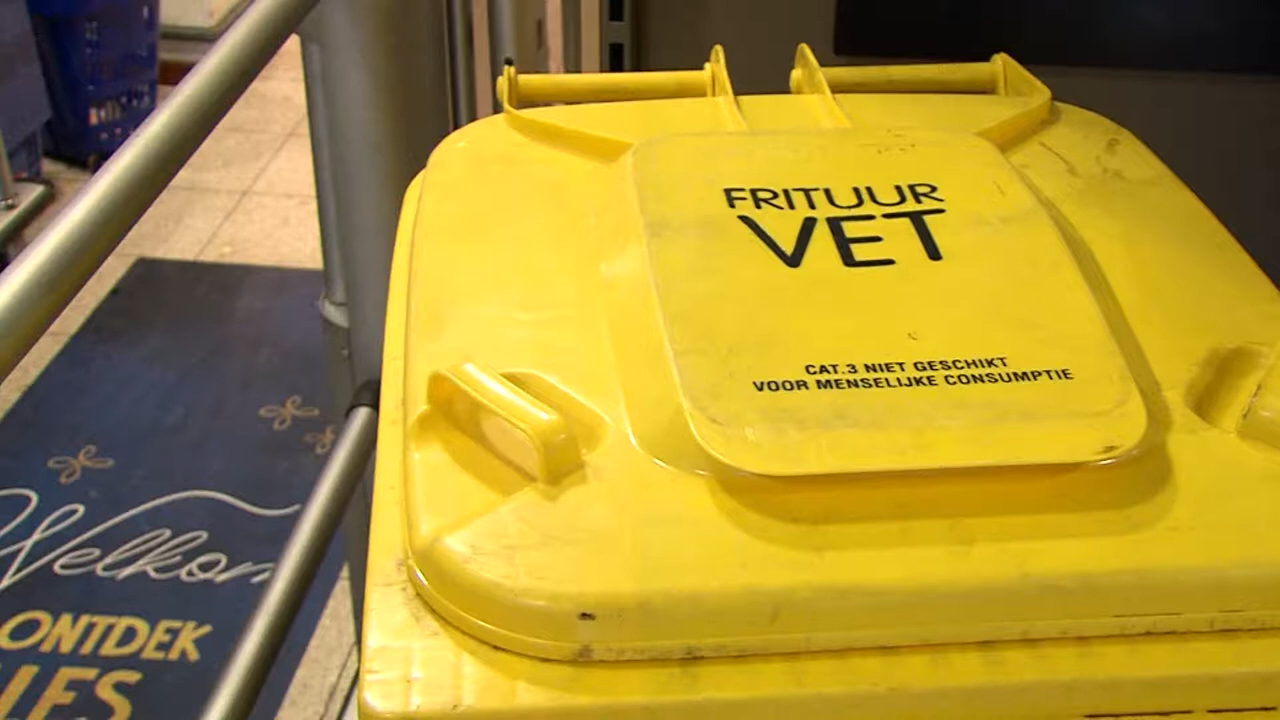 FRITUUR
VET
CAT.3 NIET GESCHIKT
VOOR MENSELIJKE CONSUMPTIE
Welkom
ONTDEK